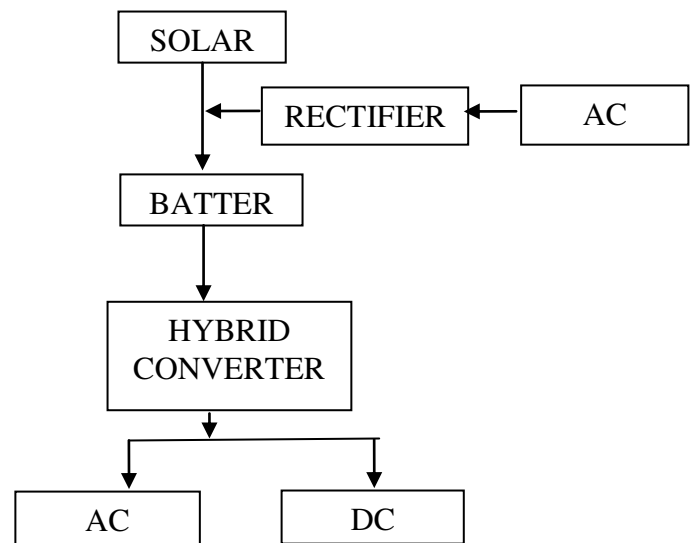 SOLAR
RECTIFIER
AC
BATTER
HYBRID
CONVERTER
AC
DC